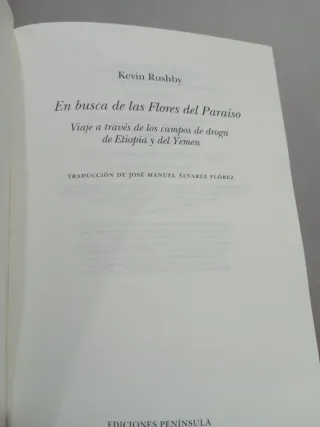 Kevin Rushby
En busca de las Flores del Paraíso
Viaje a través de los campos de droga
de Etiopía y del Yemen
TRADUCCIÓN DE JOSÉ MANUEL ÁLVAREZ FLÓREZ
EDICIONES PENÍNSULA